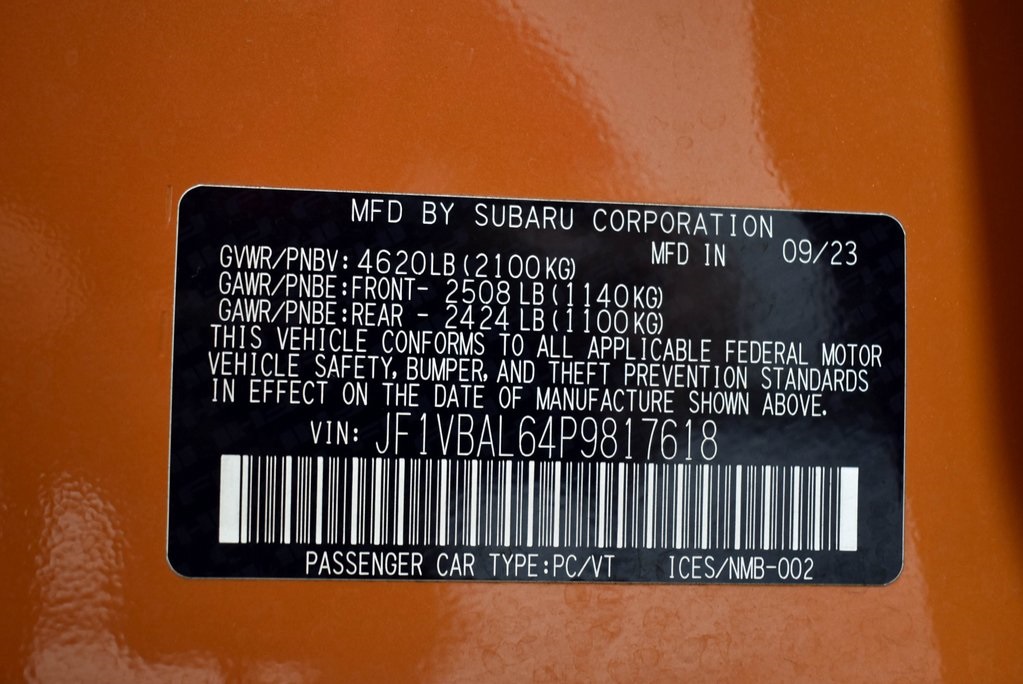 MFD BY SUBARU CORPORATION
MFD IN 09/23
GVWR/PNBV: 4620LB(2100KG)
GAWR/PNBE:FRONT- 2508LB(1140KG)
GAWR/PNBE:REAR - 2424LB(1100KG)
THIS VEHICLE CONFORMS TO ALL APPLICABLE FEDERAL MOTOR
VEHICLE SAFETY, BUMPER, AND THEFT PREVENTION STANDARDS
IN EFFECT ON THE DATE OF MANUFACTURE SHOWN ABOVE.
VIN: JF1VBAL64P9817618
PASSENGER CAR TYPE:PC/VT ICES/NMB-002